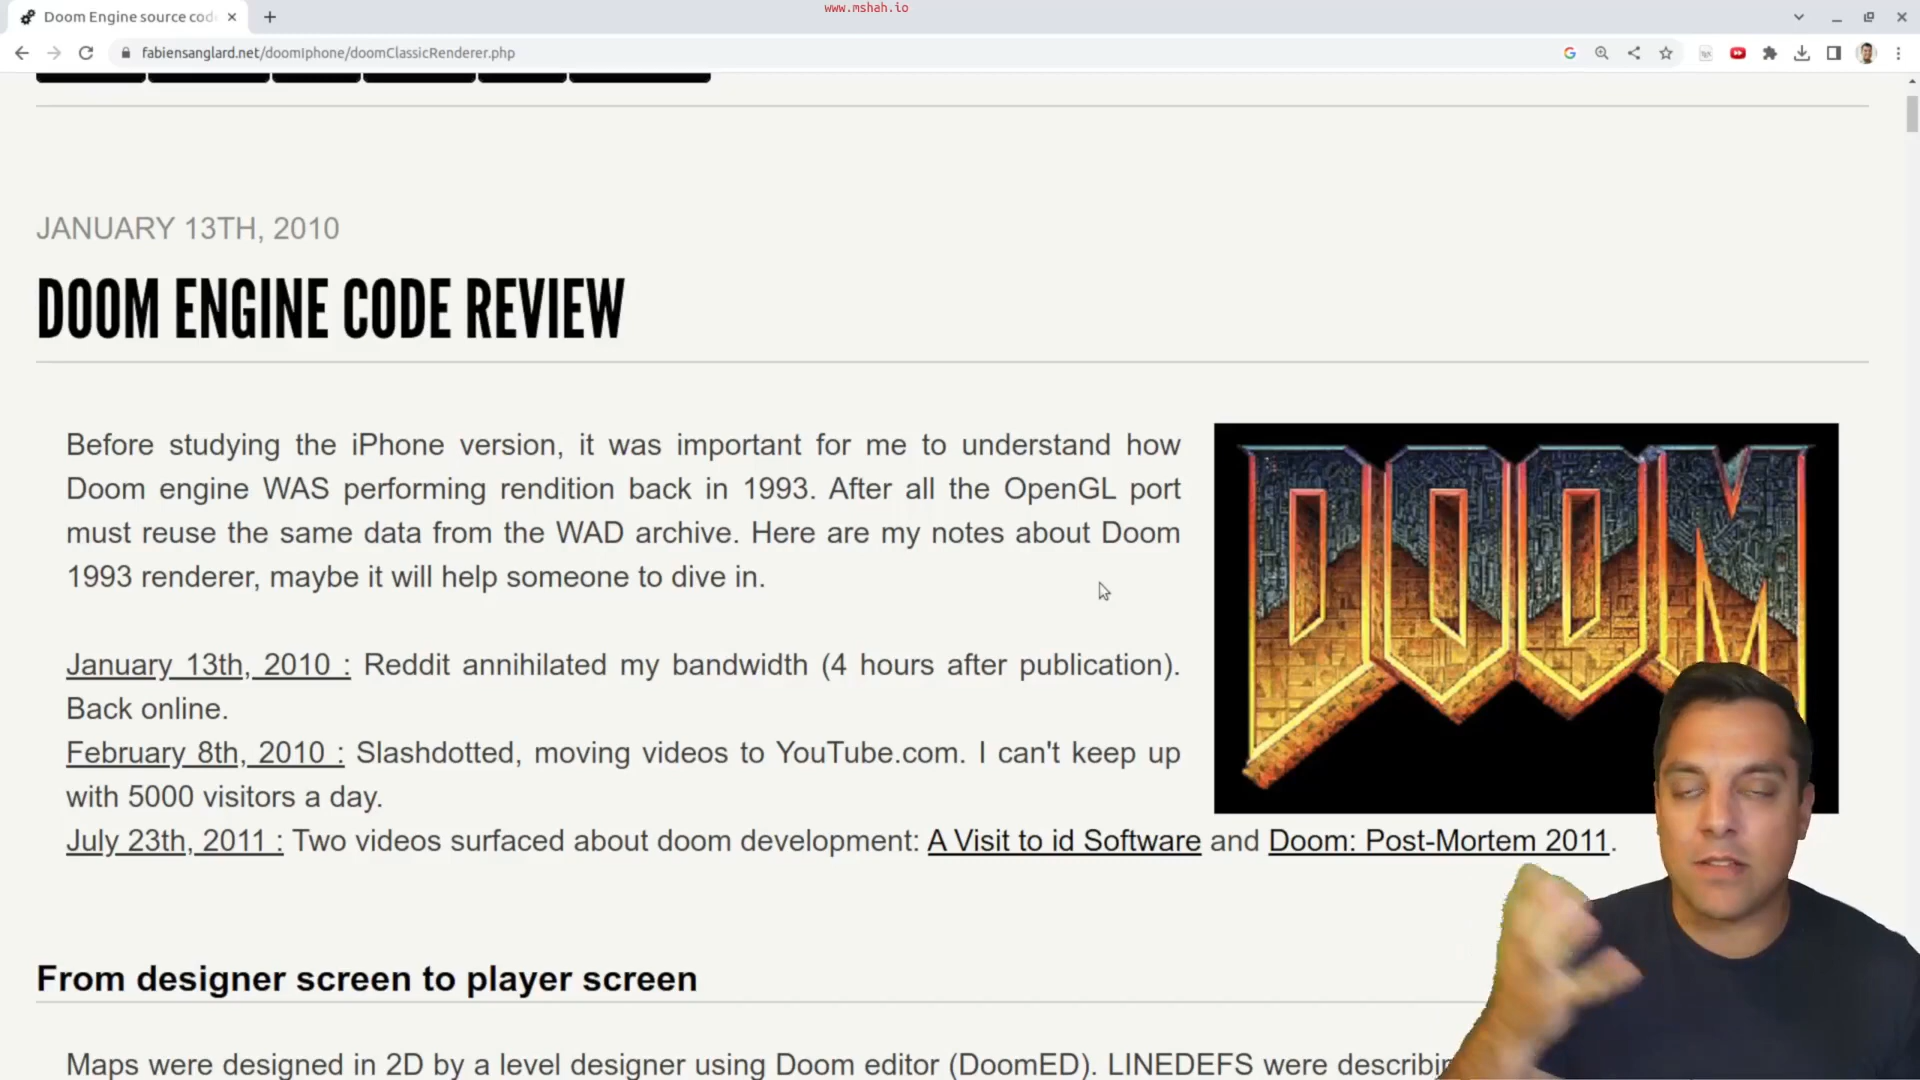 Doom Engine source cod
www.mshah.io
fabiensanglard.net/doomIphone/doomClassicRenderer.php
JANUARY 13TH, 2010
DOOM ENGINE CODE REVIEW
Before studying the iPhone version, it was important for me to understand how
Doom engine WAS performing rendition back in 1993. After all the OpenGL port
must reuse the same data from the WAD archive. Here are my notes about Doom
1993 renderer, maybe it will help someone to dive in.
DOOM
January 13th, 2010 : Reddit annihilated my bandwidth (4 hours after publication).
Back online.
February 8th, 2010 : Slashdotted, moving videos to YouTube.com. I can't keep up
with 5000 visitors a day.
July 23th, 2011 : Two videos surfaced about doom development: A Visit to id Software and Doom: Post-Mortem 2011.
From designer screen to player screen
Maps were designed in 2D by a level designer using Doom editor (DoomED). LINEDEFS were